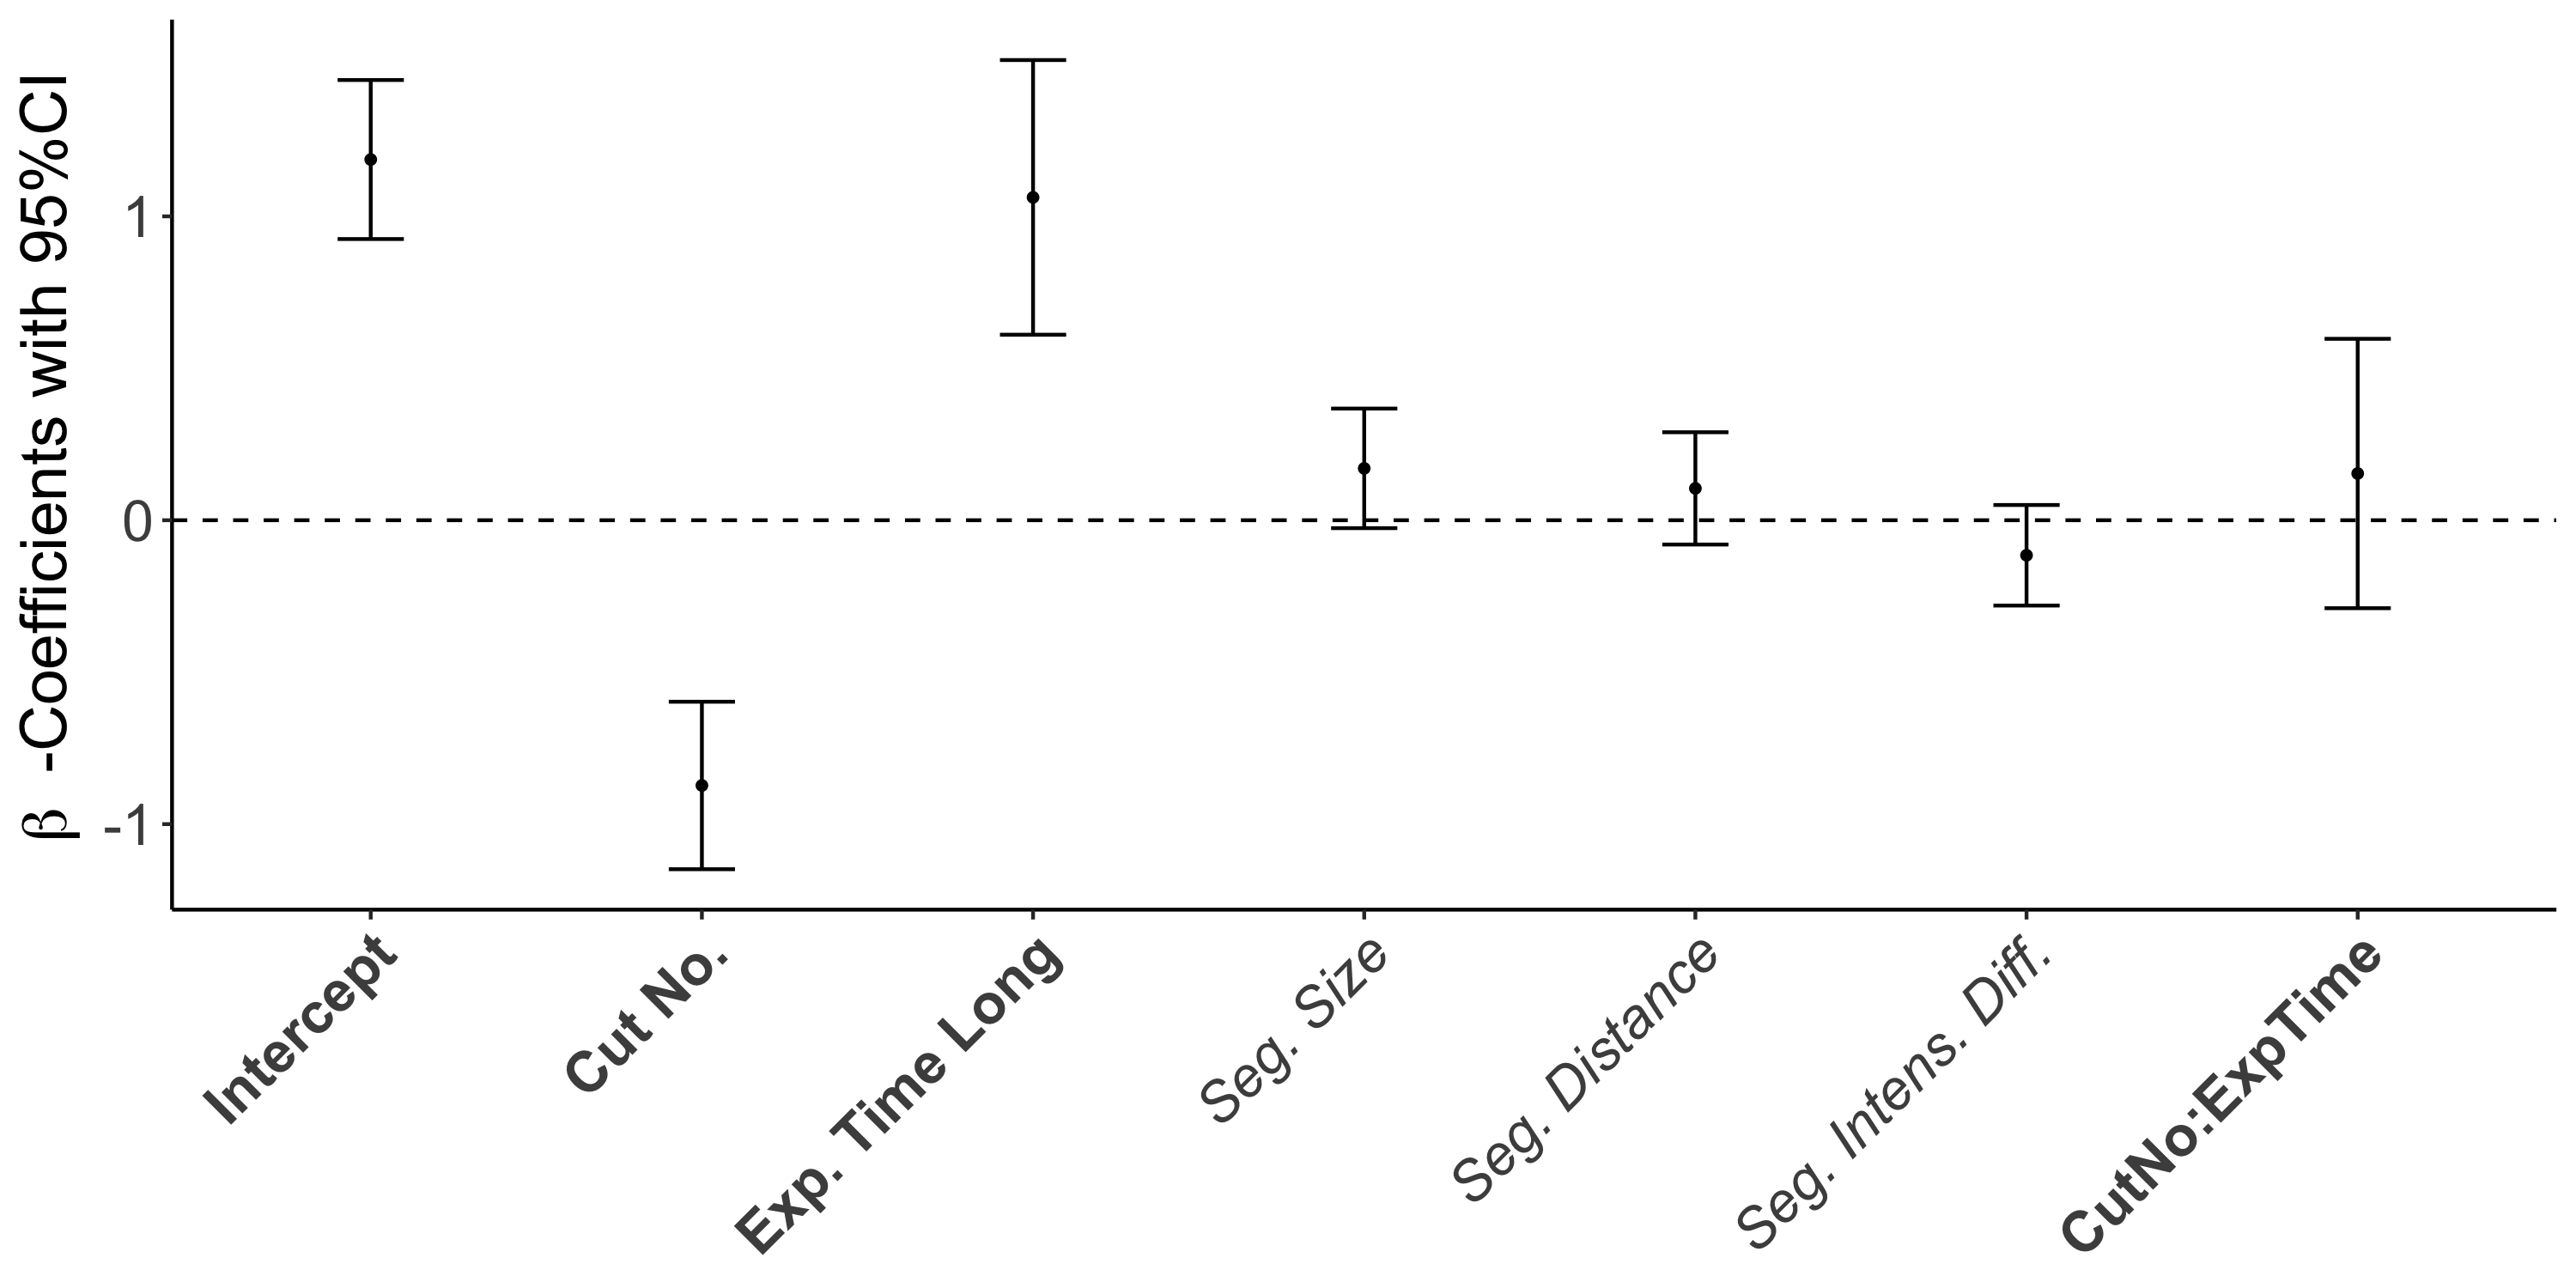 β -Coefficients with 95%CI
1
0
-1
Intercept
Cut No.
Exp. Time Long
Seg. Size
Seg. Distance
Seg. Intens. Diff.
CutNo:ExpTime